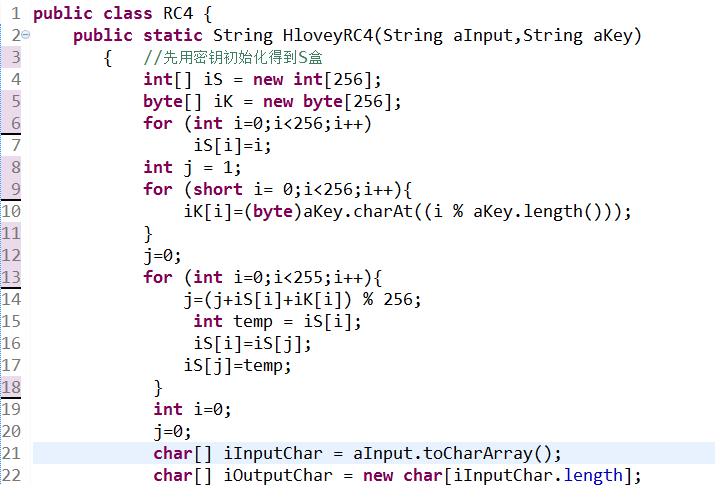 1 public class RC4 {
2 public static String HloveyRC4(String aInput,String aKey)
3 { //先用密钥初始化得到S盒
4 int[] iS = new int[256];
5 byte[] iK = new byte[256];
6 for (int i=0;i<256;i++)
7 iS[i]=i;
8 int j = 1;
9 for (short i= 0;i<256;i++){
10 iK[i]=(byte)aKey.charAt((i % aKey.length()));
11 }
12 j=0;
13 for (int i=0;i<255;i++){
14 j=(j+iS[i]+iK[i]) % 256;
15 int temp = iS[i];
16 iS[i]=iS[j];
17 iS[j]=temp;
18 }
19 int i=0;
20 j=0;
21 char[] iInputChar = aInput.toCharArray();
22 char[] iOutputChar = new char[iInputChar.length];